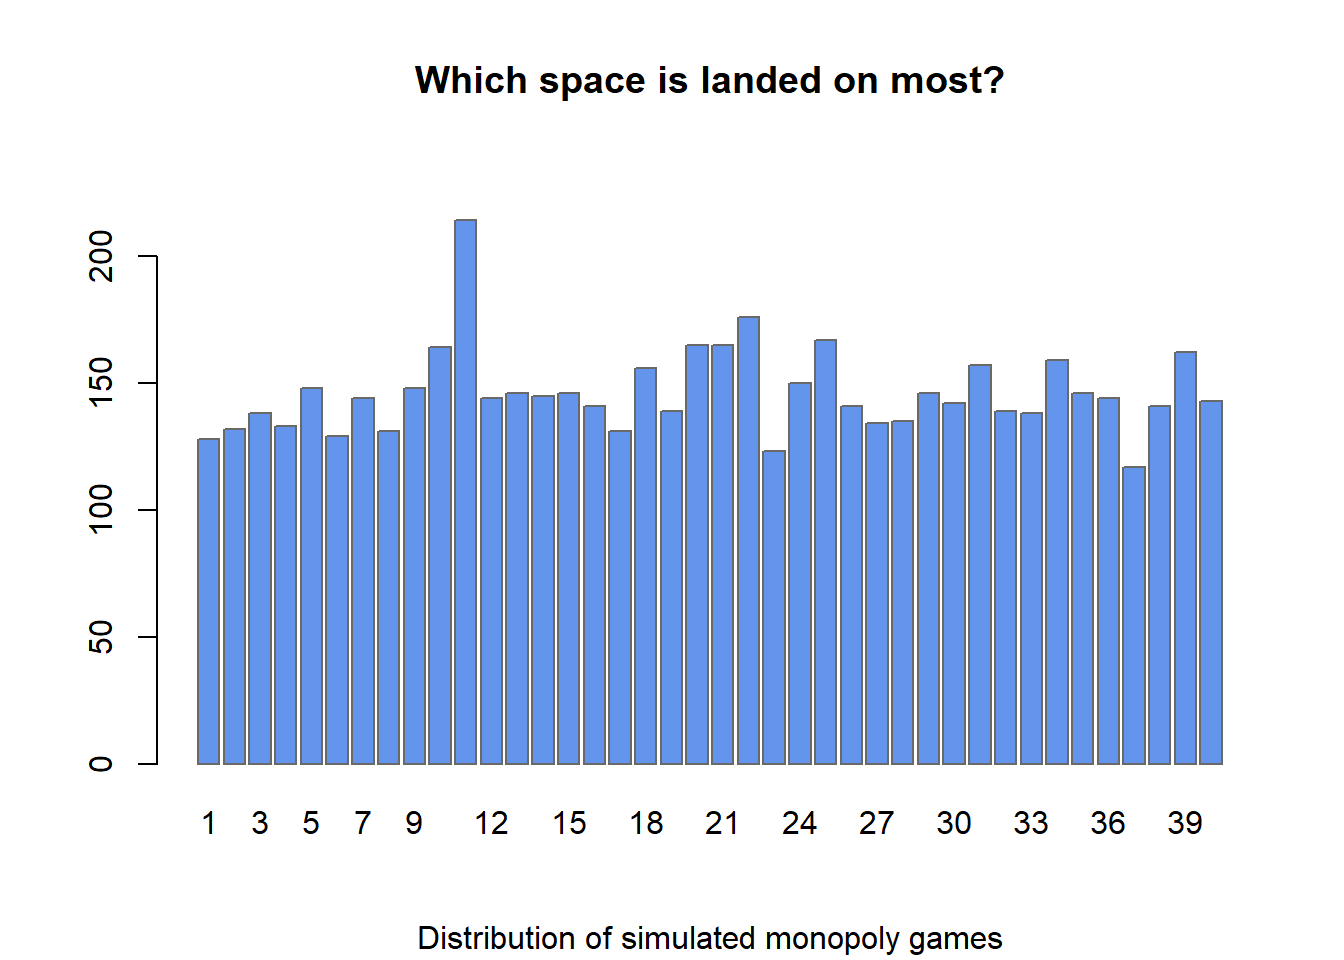 Which space is landed on most?
200
150
100
50
0
1 3 5 7 9 12 15 18 21 24 27 30 33 36 39
Distribution of simulated monopoly games